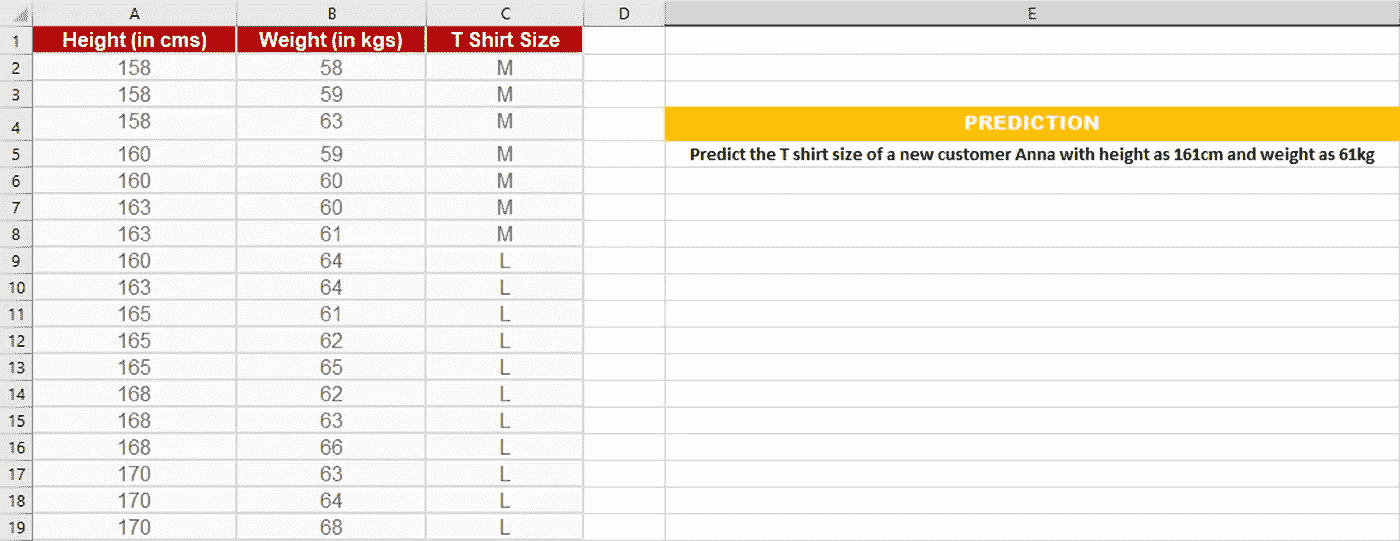 A B C D E
1 Height (in cms) Weight (in kgs) T Shirt Size
2 158 58 M
3 158 59 M
4 158 63 M PREDICTION
5 160 59 M Predict the T shirt size of a new customer Anna with height as 161cm and weight as 61kg
6 160 60 M
7 163 60 M
8 163 61 M
9 160 64 L
10 163 64 L
11 165 61 L
12 165 62 L
13 165 65 L
14 168 62 L
15 168 63 L
16 168 66 L
17 170 63 L
18 170 64 L
19 170 68 L